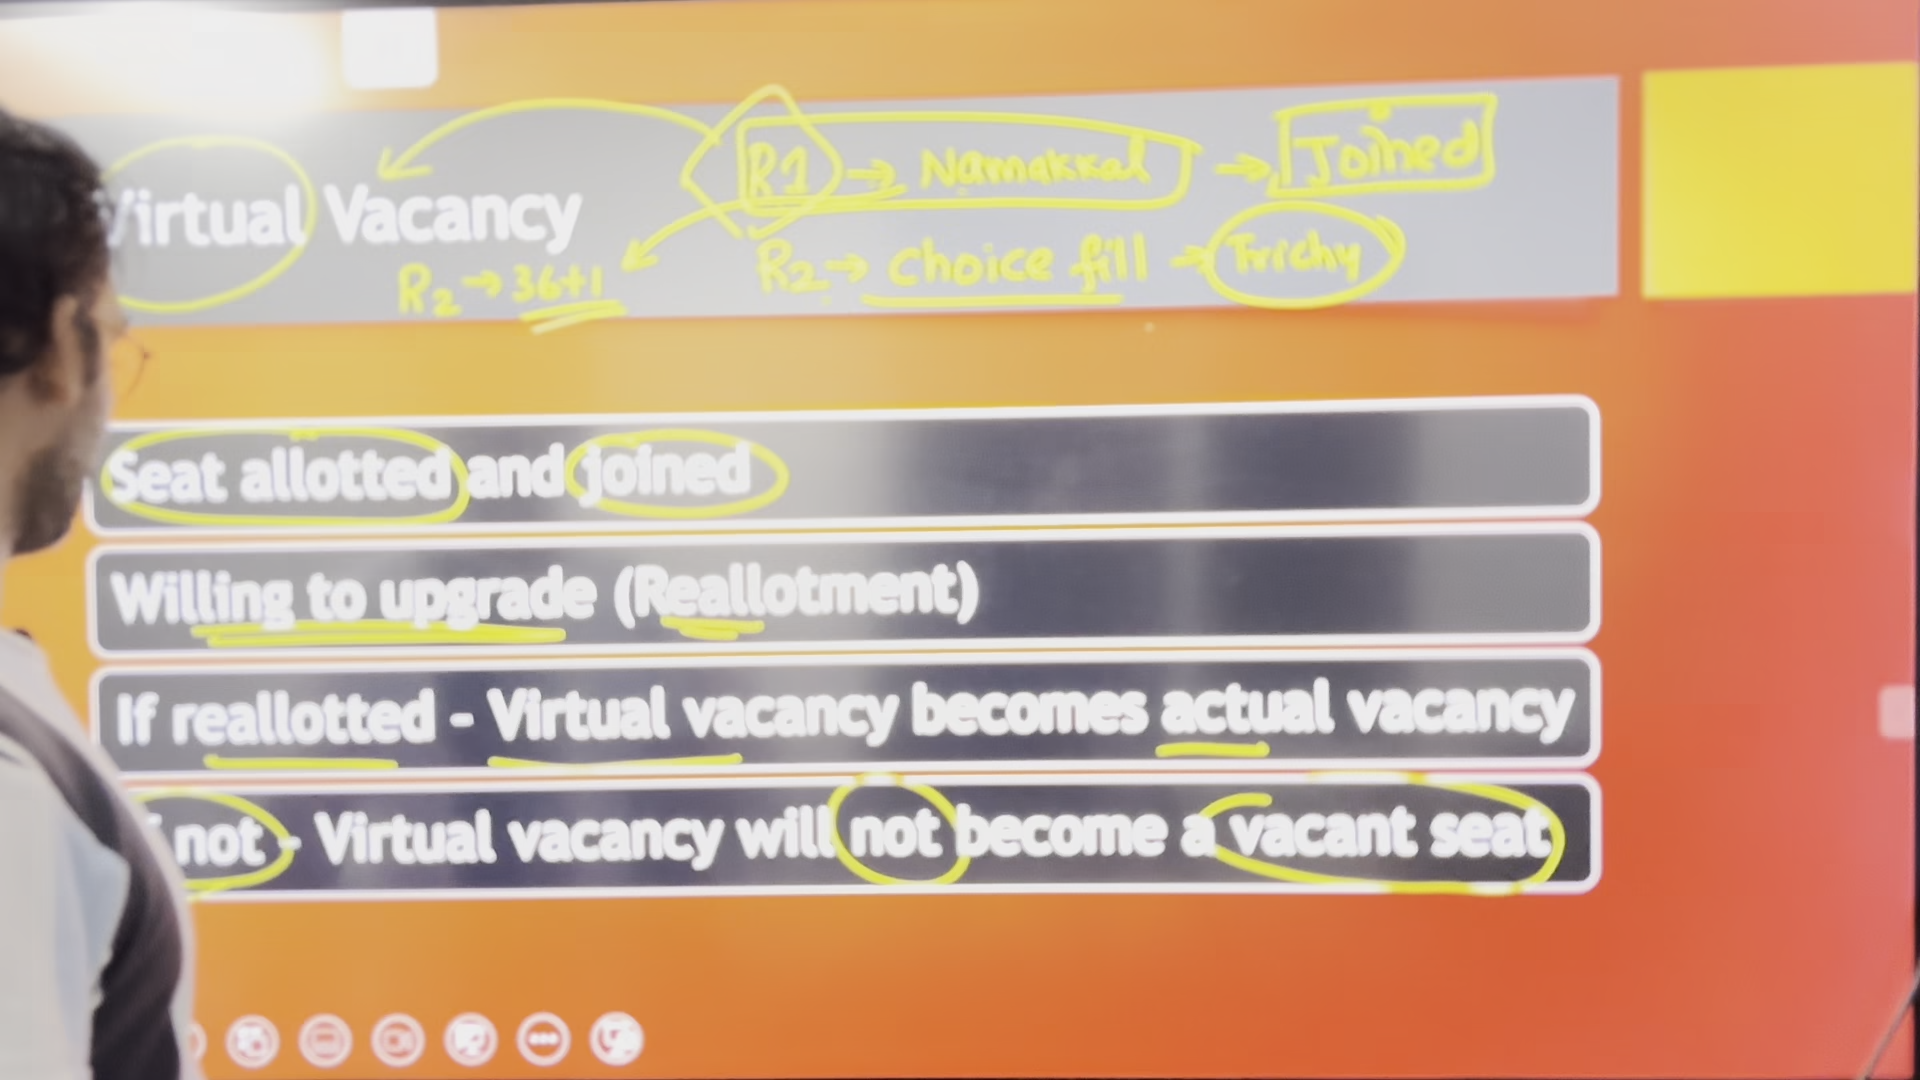 R1 → Namakkal → Joined
Virtual Vacancy
R2 → 36+1
R2 → choice fill → Trichy
Seat allotted and joined
Willing to upgrade (Reallotment)
If reallotted - Virtual vacancy becomes actual vacancy
not - Virtual vacancy will not become a vacant seat